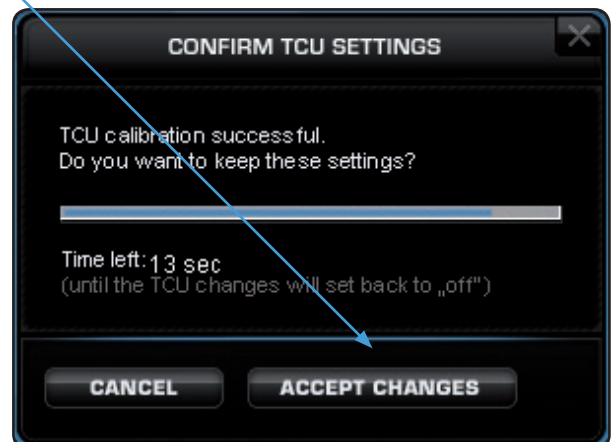 CONFIRM TCU SETTINGS
TCU calibration successful.
Do you want to keep these settings?
Time left: 13 sec
(until the TCU changes will set back to „off")
CANCEL
ACCEPT CHANGES